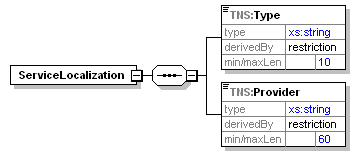 ServiceLocalization
TNS:Type
type xs:string
derivedBy restriction
min/maxLen 10
TNS:Provider
type xs:string
derivedBy restriction
min/maxLen 60